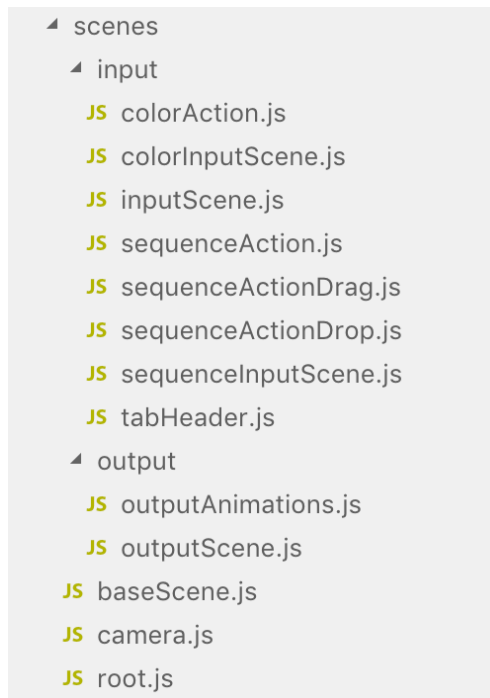 scenes
input
JS colorAction.js
JS colorInputScene.js
JS inputScene.js
JS sequenceAction.js
JS sequenceActionDrag.js
JS sequenceActionDrop.js
JS sequenceInputScene.js
JS tabHeader.js
output
JS outputAnimations.js
JS outputScene.js
JS baseScene.js
JS camera.js
JS root.js